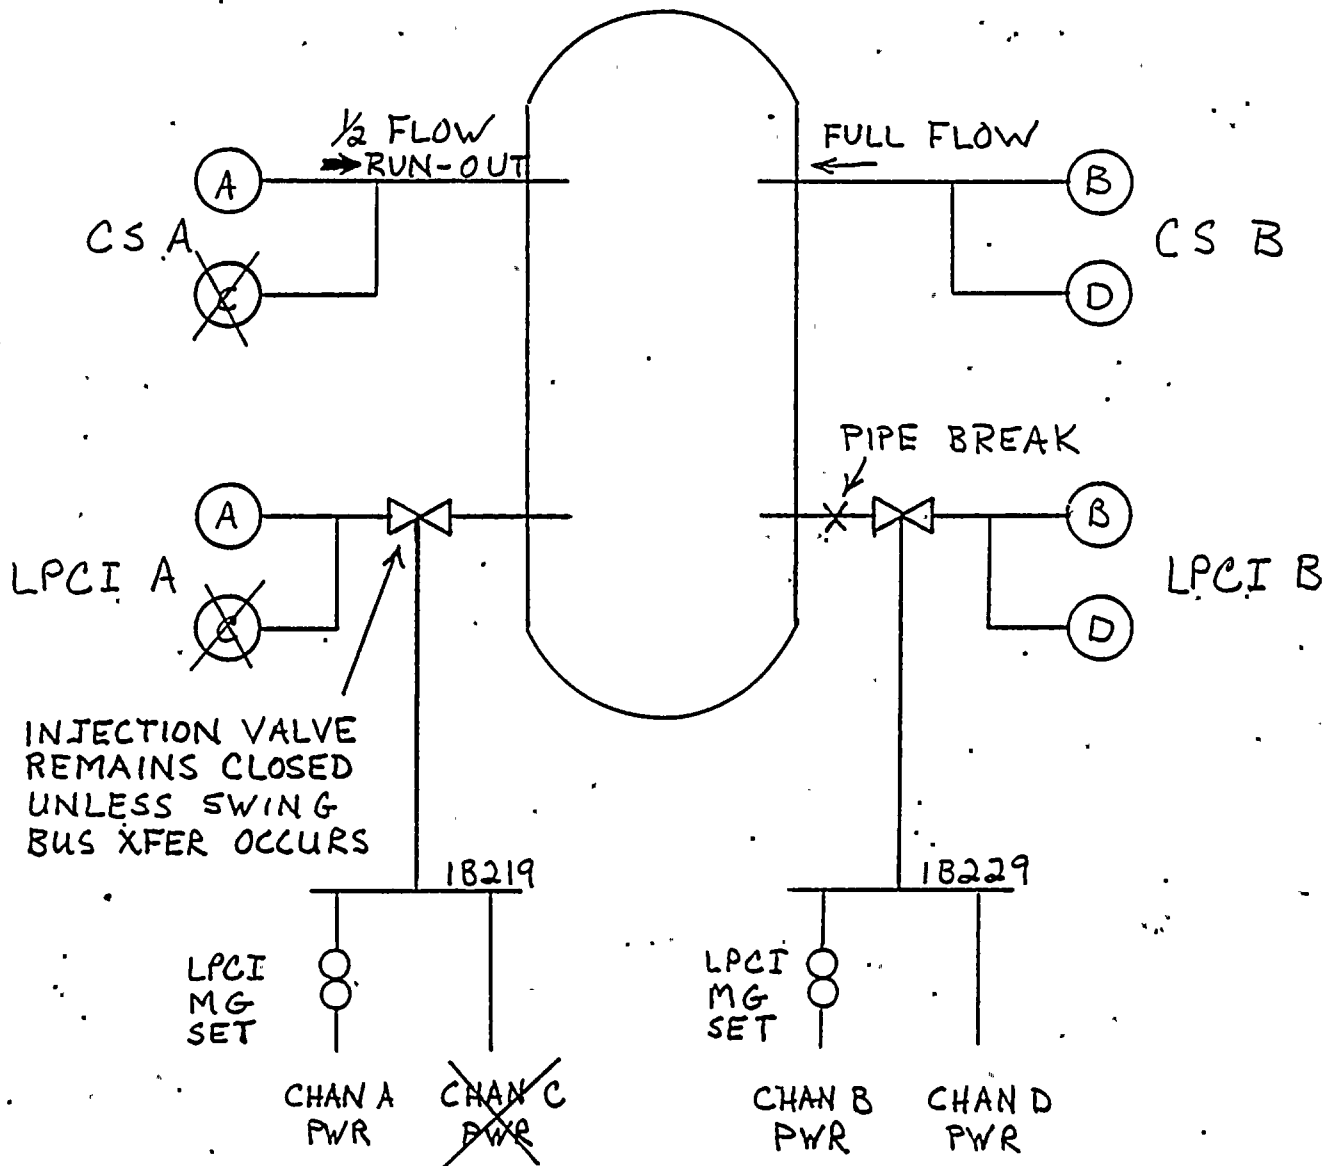 1/2 FLOW
RUN-OUT
FULL FLOW
A
B
CS A
CS B
C
D
PIPE BREAK
A
B
LPCI A
LPCI B
C
D
INJECTION VALVE
REMAINS CLOSED
UNLESS SWING
BUS XFER OCCURS
1B219
1B229
LPCI
MG
SET
LPCI
MG
SET
CHAN A
PWR
CHAN C
PWR
CHAN B
PWR
CHAN D
PWR